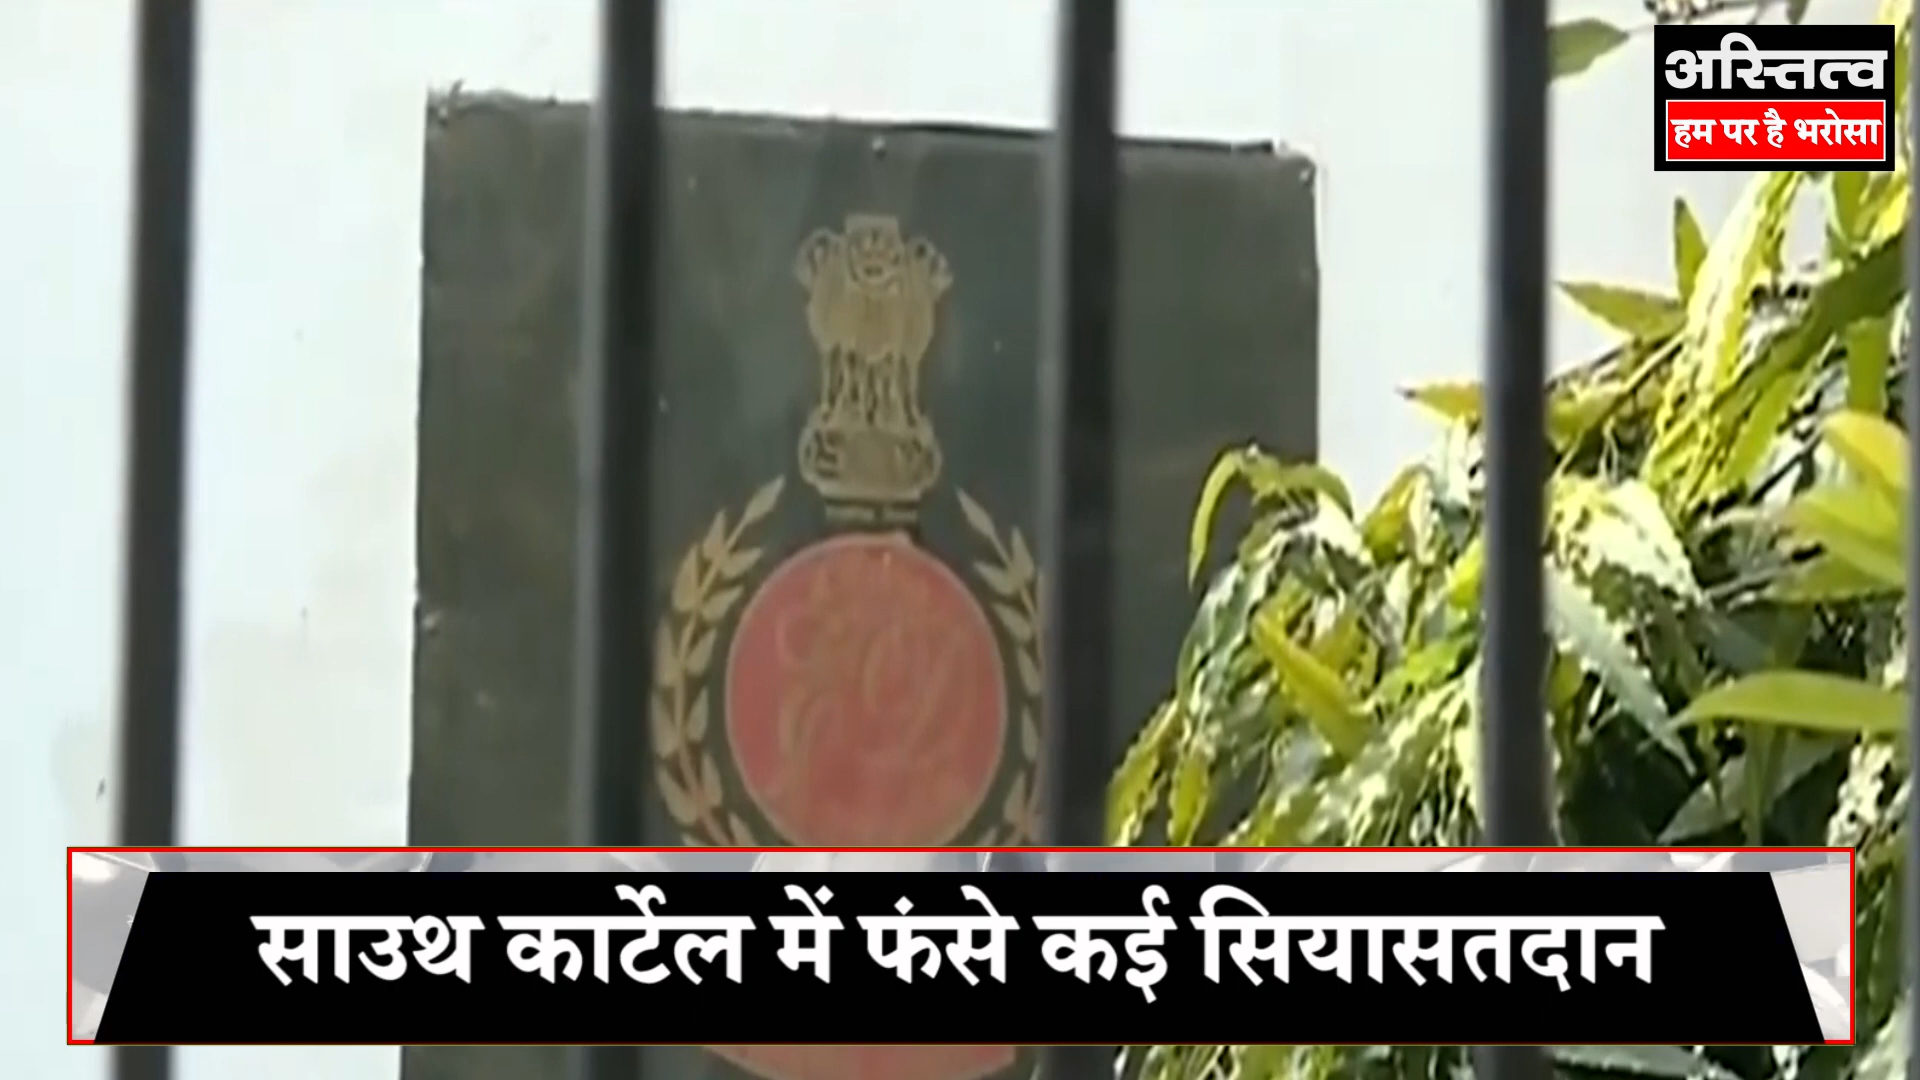 अस्तित्व
हम पर है भरोसा
साउथ कार्टेल में फंसे कई सियासतदान